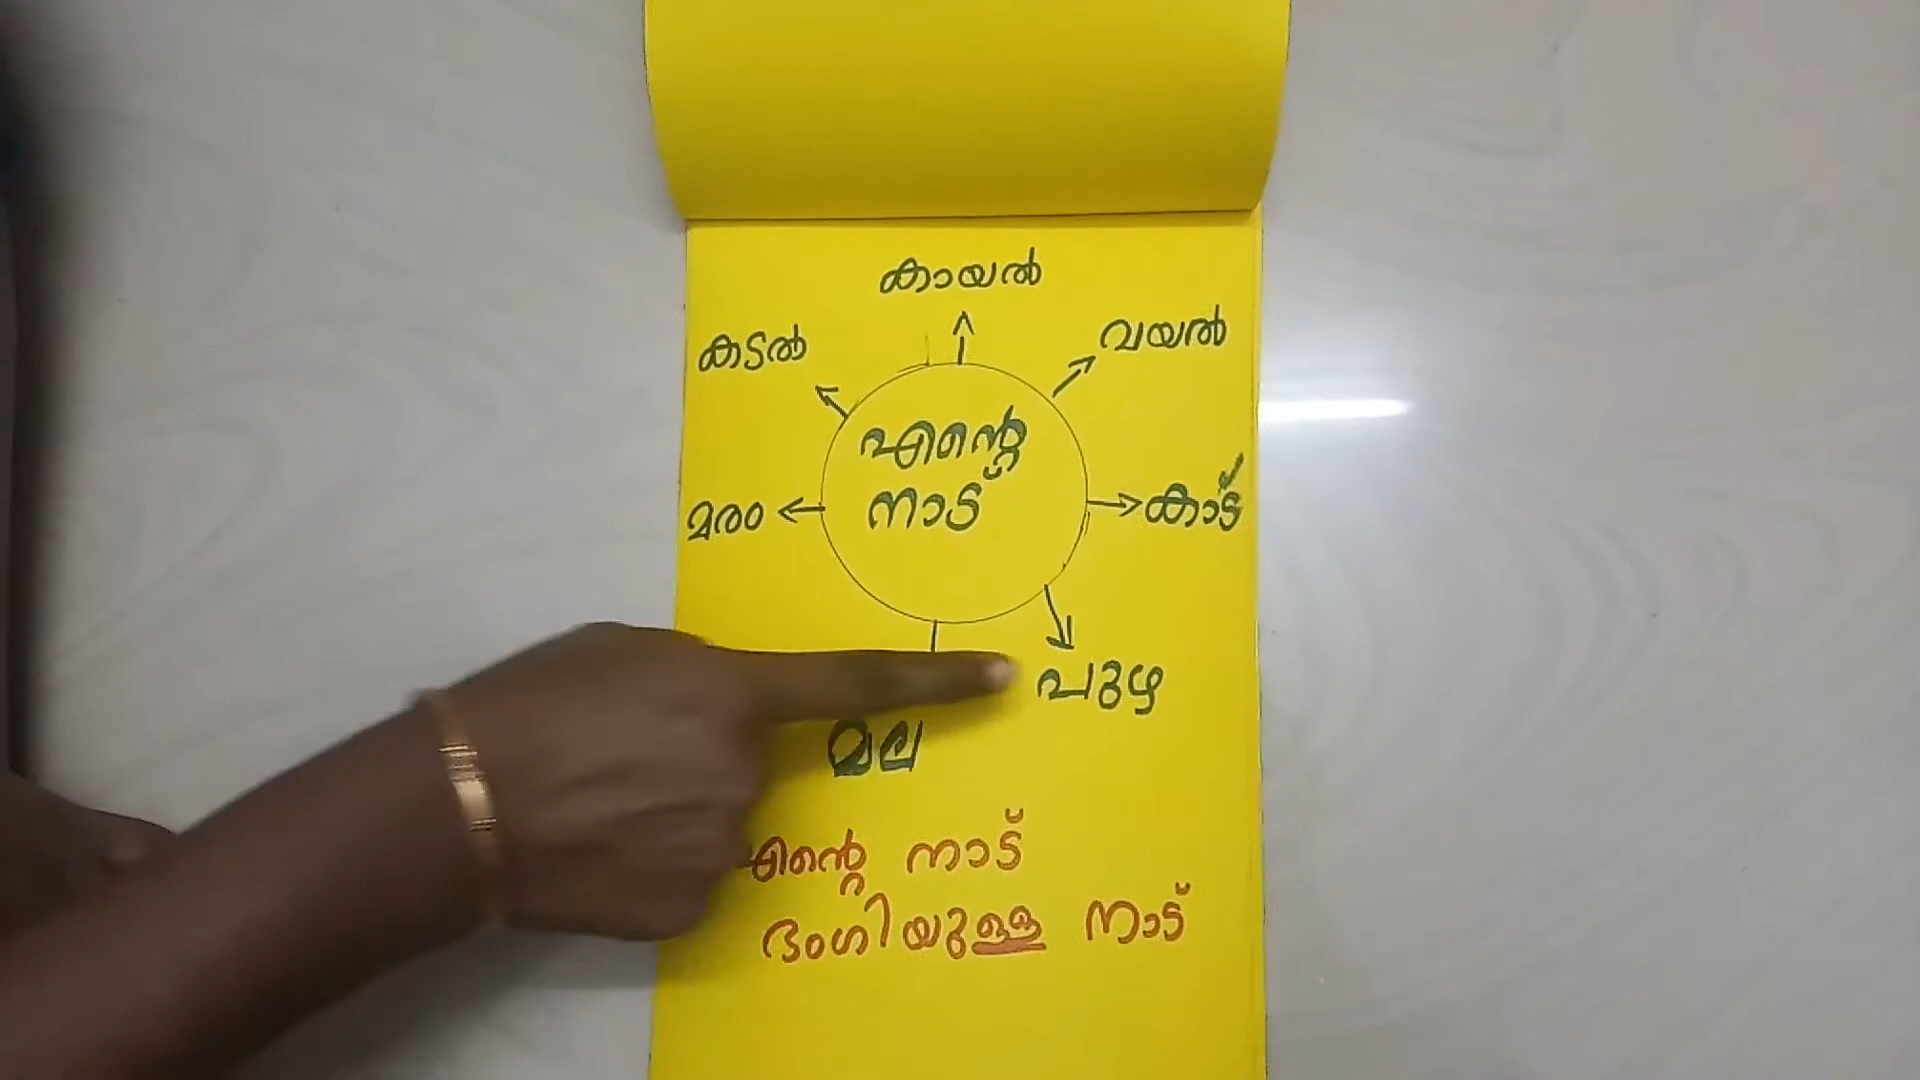 കായൽ
കടൽ
വയൽ
എന്റെ
നാട്
മരം
കാട്
പുഴ
മല
എന്റെ നാട്
ഭംഗിയുള്ള നാട്